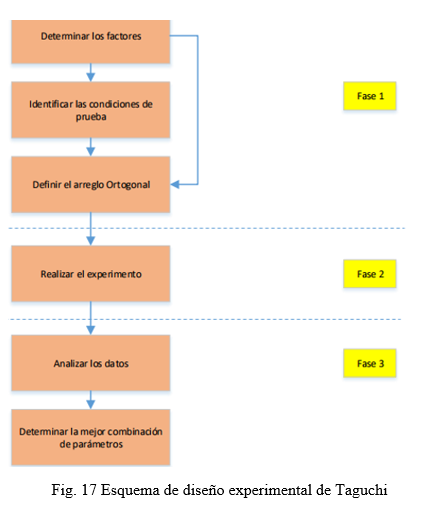 Determinar los factores
Identificar las condiciones de
prueba
Fase 1
Definir el arreglo Ortogonal
Realizar el experimento
Fase 2
Analizar los datos
Fase 3
Determinar la mejor combinación
de parámetros
Fig. 17 Esquema de diseño experimental de Taguchi